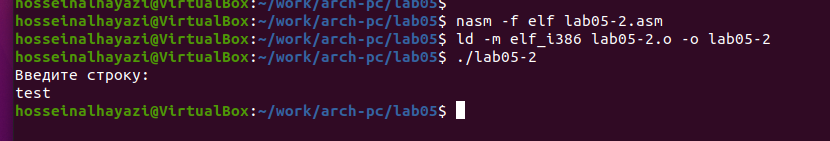 hosseinalhayazi@VirtualBox:~/work/arch-pc/lab05$
hosseinalhayazi@VirtualBox:~/work/arch-pc/lab05$ nasm -f elf lab05-2.asm
hosseinalhayazi@VirtualBox:~/work/arch-pc/lab05$ ld -m elf_i386 lab05-2.o -o lab05-2
hosseinalhayazi@VirtualBox:~/work/arch-pc/lab05$ ./lab05-2
Введите строку:
test
hosseinalhayazi@VirtualBox:~/work/arch-pc/lab05$